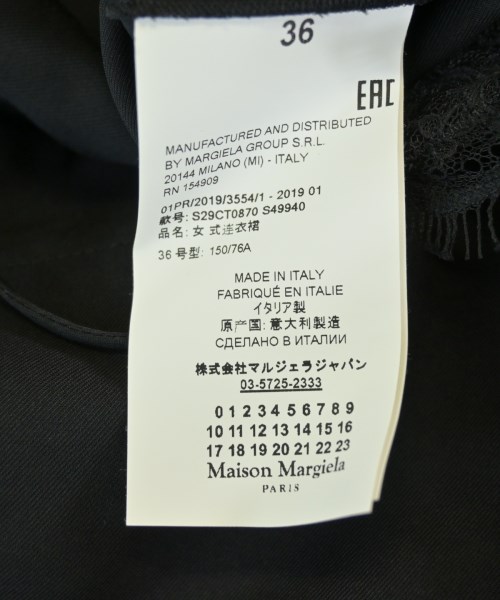 36
EAC
MANUFACTURED AND DISTRIBUTED
BY MARGIELA GROUP S.R.L.
20144 MILANO (MI) - ITALY
RN 154909
01PR/2019/3554/1 - 2019 01
款号: S29CT0870 S49940
品名: 女 式连衣裙
36 号型: 150/76A
MADE IN ITALY
FABRIQUÉ EN ITALIE
イタリア製
原产国: 意大利製造
СДЕЛАНО В ИТАЛИИ
株式会社マルジェラジャパン
03-5725-2333
0 1 2 3 4 5 6 7 8 9
10 11 12 13 14 15 16
17 18 19 20 21 22 23
Maison Margiela
PARIS